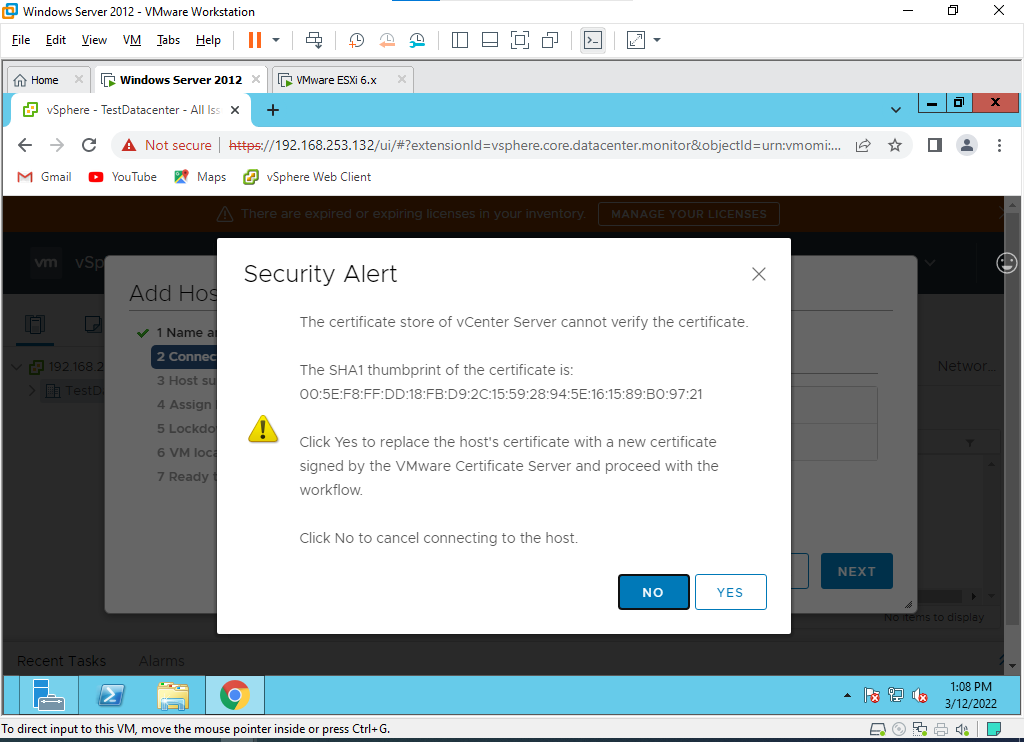 Windows Server 2012 - VMware Workstation
File Edit View VM Tabs Help
Home Windows Server 2012 VMware ESXi 6.x
vSphere - TestDatacenter - All Iss
Not secure https://192.168.253.132/ui/#?extensionId=vsphere.core.datacenter.monitor&objectId=urn:vmomi:...
Gmail YouTube Maps vSphere Web Client
There are expired or expiring licenses in your inventory. MANAGE YOUR LICENSES
vm vSp
Security Alert
Add Hos
The certificate store of vCenter Server cannot verify the certificate.
1 Name a
2 Connec
192.168.2
Networ...
The SHA1 thumbprint of the certificate is:
3 Host su
TestD
00:5E:F8:FF:DD:18:FB:D9:2C:15:59:28:94:5E:16:15:89:B0:97:21
4 Assign
5 Lockdo
Click Yes to replace the host's certificate with a new certificate
6 VM loca
signed by the VMware Certificate Server and proceed with the
7 Ready t
workflow.
Click No to cancel connecting to the host.
NEXT
NO YES
No items to display
Recent Tasks Alarms
1:08 PM
3/12/2022
To direct input to this VM, move the mouse pointer inside or press Ctrl+G.